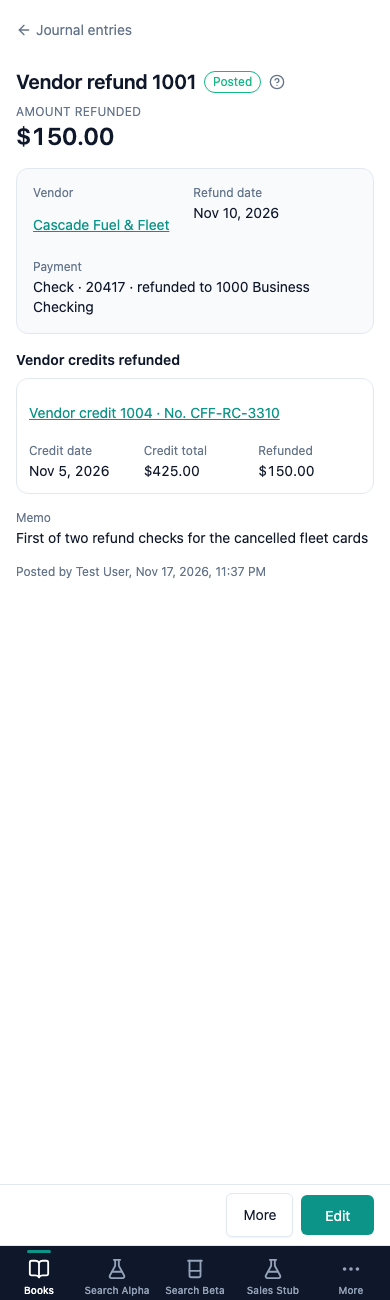 Journal entries
Vendor refund 1001 Posted
AMOUNT REFUNDED
$150.00
Vendor
Cascade Fuel & Fleet
Refund date
Nov 10, 2026
Payment
Check · 20417 · refunded to 1000 Business
Checking
Vendor credits refunded
Vendor credit 1004 · No. CFF-RC-3310
Credit date Credit total Refunded
Nov 5, 2026 $425.00 $150.00
Memo
First of two refund checks for the cancelled fleet cards
Posted by Test User, Nov 17, 2026, 11:37 PM
More Edit
Books Search Alpha Search Beta Sales Stub More